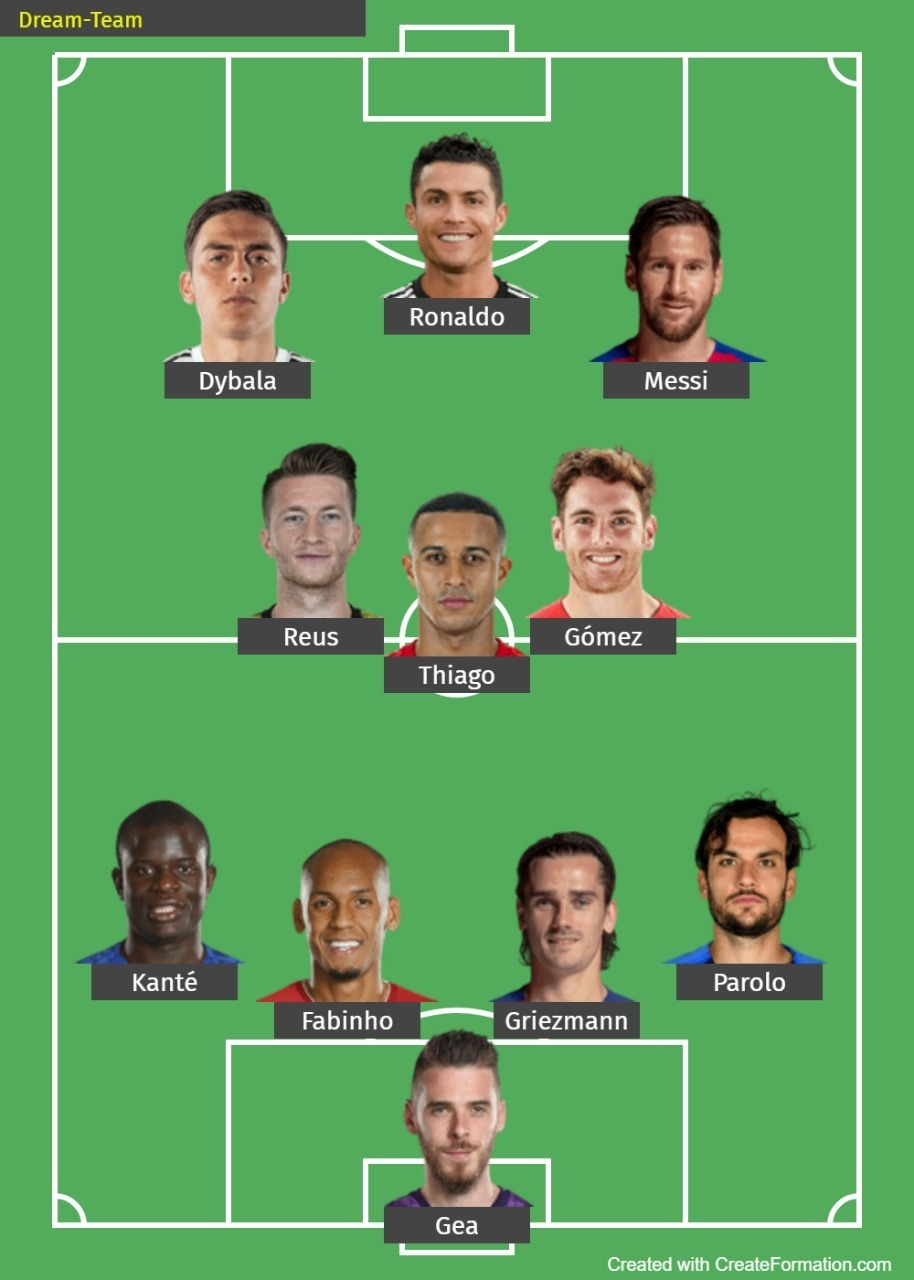 Dream-Team
Ronaldo
Dybala
Messi
Reus
Gómez
Thiago
Kanté
Parolo
Fabinho
Griezmann
Gea
Created with CreateFormation.com